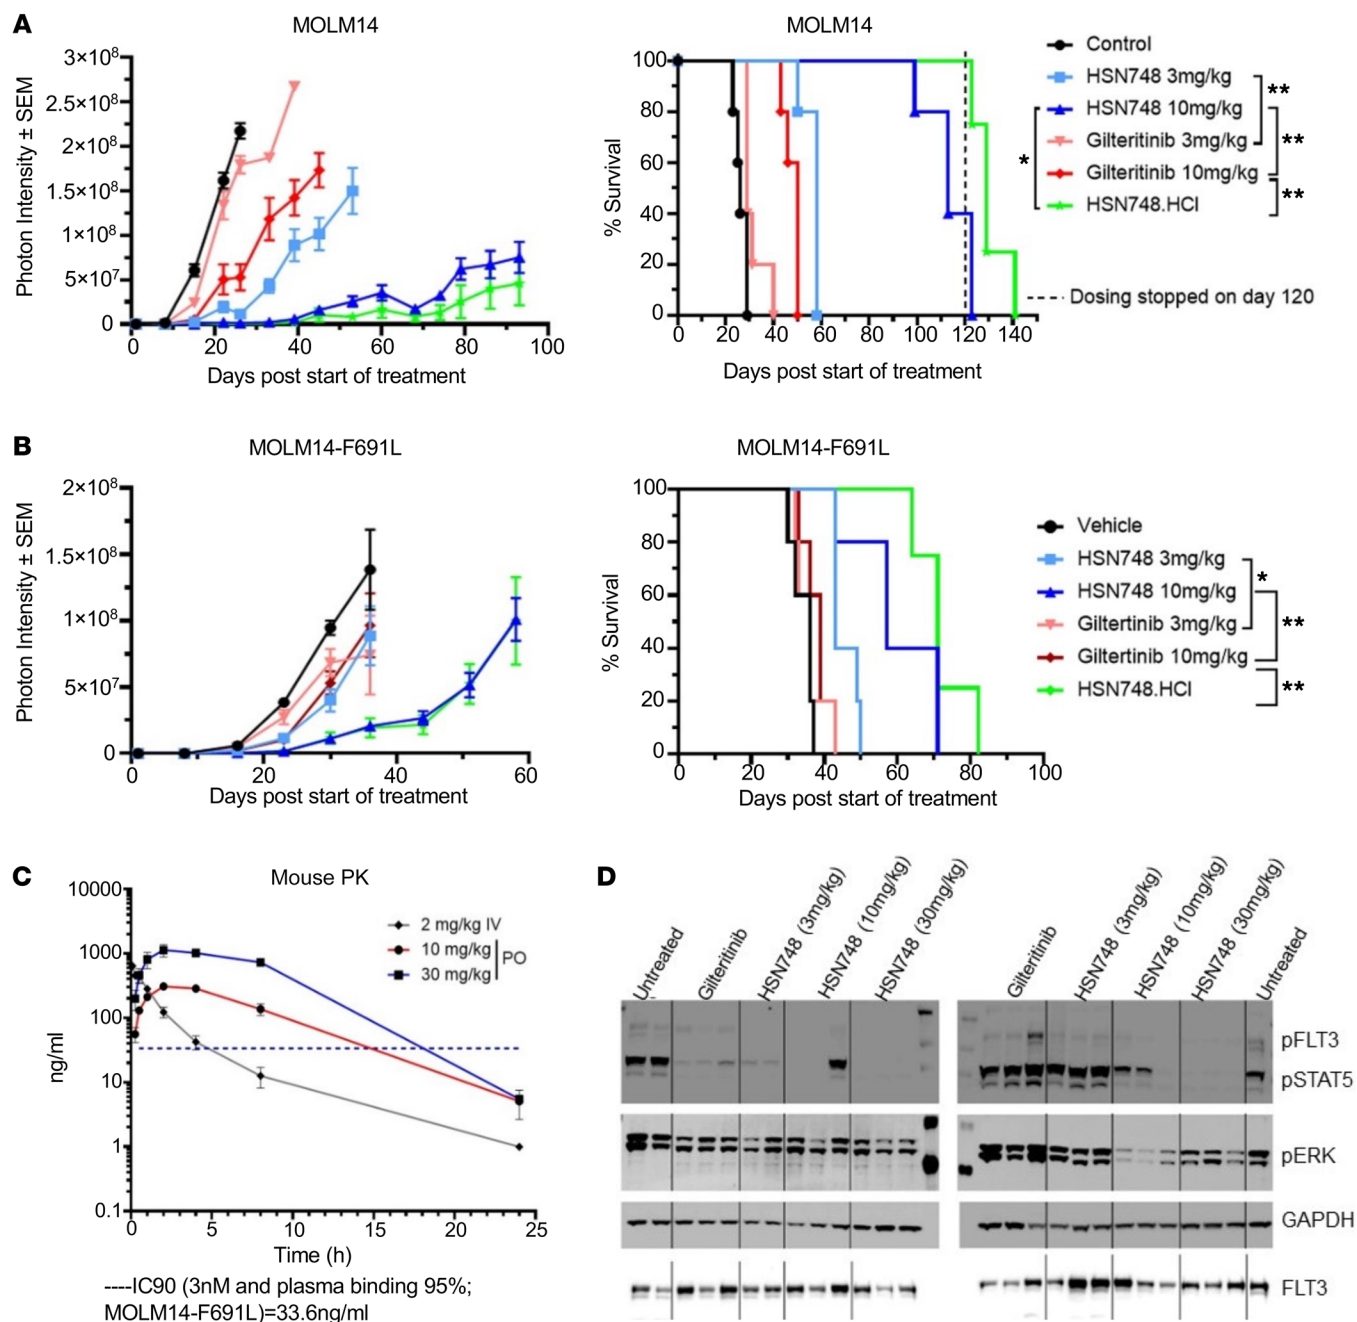 A
MOLM14
Photon Intensity ± SEM
3×10⁸
2.5×10⁸
2×10⁸
1.5×10⁸
1×10⁸
5×10⁷
0
0 20 40 60 80 100
Days post start of treatment
MOLM14
% Survival
100
80
60
40
20
0
0 20 40 60 80 100 120 140
Days post start of treatment
Control
HSN748 3mg/kg
HSN748 10mg/kg
Gilteritinib 3mg/kg
Gilteritinib 10mg/kg
HSN748.HCl
**
**
*
**
Dosing stopped on day 120
B
MOLM14-F691L
Photon Intensity ± SEM
2×10⁸
1.5×10⁸
1×10⁸
5×10⁷
0
0 20 40 60
Days post start of treatment
MOLM14-F691L
% Survival
100
80
60
40
20
0
0 20 40 60 80 100
Days post start of treatment
Vehicle
HSN748 3mg/kg
HSN748 10mg/kg
Giltertinib 3mg/kg
Giltertinib 10mg/kg
HSN748.HCl
*
**
**
C
Mouse PK
ng/ml
10000
1000
100
10
1
0.1
0 5 10 15 20 25
Time (h)
2 mg/kg IV
10 mg/kg
30 mg/kg
PO
----IC90 (3nM and plasma binding 95%;
MOLM14-F691L)=33.6ng/ml
D
Untreated
Gilteritinib
HSN748 (3mg/kg)
HSN748 (10mg/kg)
HSN748 (30mg/kg)
Gilteritinib
HSN748 (3mg/kg)
HSN748 (10mg/kg)
HSN748 (30mg/kg)
Untreated
pFLT3
pSTAT5
pERK
GAPDH
FLT3